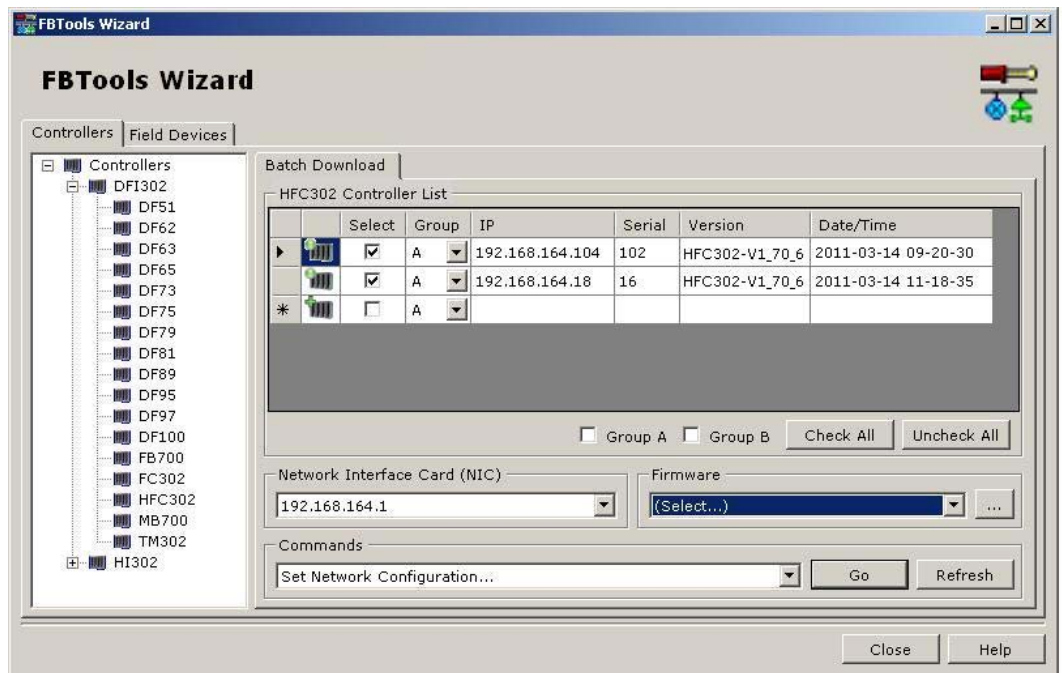 FBTools Wizard
FBTools Wizard
Controllers Field Devices
Controllers
DFI302
DF51
DF62
DF63
DF65
DF73
DF75
DF79
DF81
DF89
DF95
DF97
DF100
FB700
FC302
HFC302
MB700
TM302
HI302
Batch Download
HFC302 Controller List
Select Group IP Serial Version Date/Time
A 192.168.164.104 102 HFC302-V1_70_6 2011-03-14 09-20-30
A 192.168.164.18 16 HFC302-V1_70_6 2011-03-14 11-18-35
* A
Group A Group B Check All Uncheck All
Network Interface Card (NIC) Firmware
192.168.164.1 (Select...) ...
Commands
Set Network Configuration... Go Refresh
Close Help